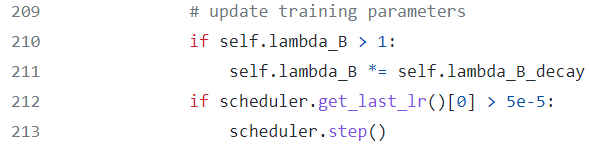 209 # update training parameters
210 if self.lambda_B > 1:
211 self.lambda_B *= self.lambda_B_decay
212 if scheduler.get_last_lr()[0] > 5e-5:
213 scheduler.step()